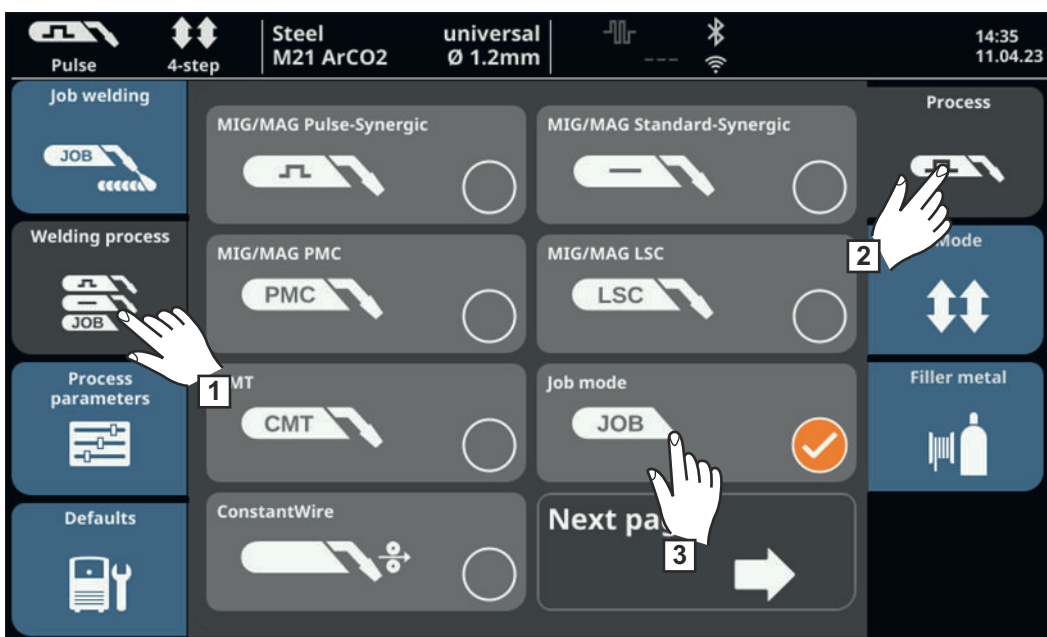 Pulse
4-step
Steel
M21 ArCO2
universal
Ø 1.2mm
---
14:35
11.04.23
Job welding
JOB
Welding process
JOB
Process
parameters
Defaults
MIG/MAG Pulse-Synergic
MIG/MAG Standard-Synergic
MIG/MAG PMC
PMC
MIG/MAG LSC
LSC
CMT
Job mode
JOB
ConstantWire
Next
Process
Mode
Filler metal
1
2
3